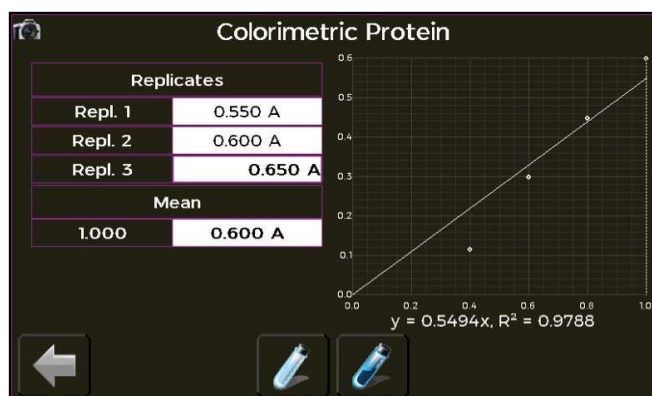 Colorimetric Protein
Replicates
Repl. 1 0.550 A
Repl. 2 0.600 A
Repl. 3 0.650 A
Mean
1.000 0.600 A
0.6
0.5
0.4
0.3
0.2
0.1
0.0
0.0 0.2 0.4 0.6 0.8 1.0
y = 0.5494x, R² = 0.9788